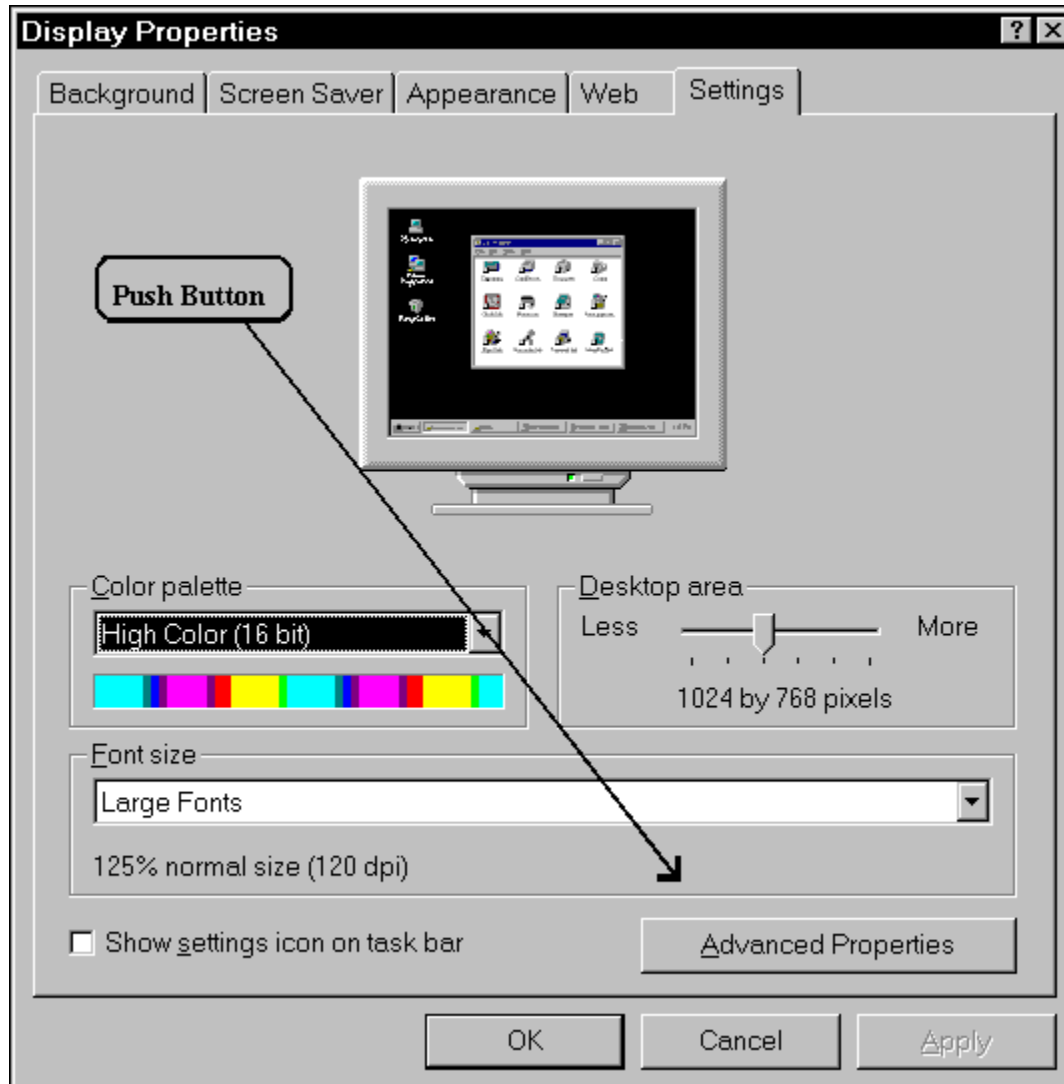 Display Properties
Background Screen Saver Appearance Web Settings
Push Button
Color palette
High Color (16 bit)
Desktop area
Less More
1024 by 768 pixels
Font size
Large Fonts
125% normal size (120 dpi)
Show settings icon on task bar
Advanced Properties
OK Cancel Apply